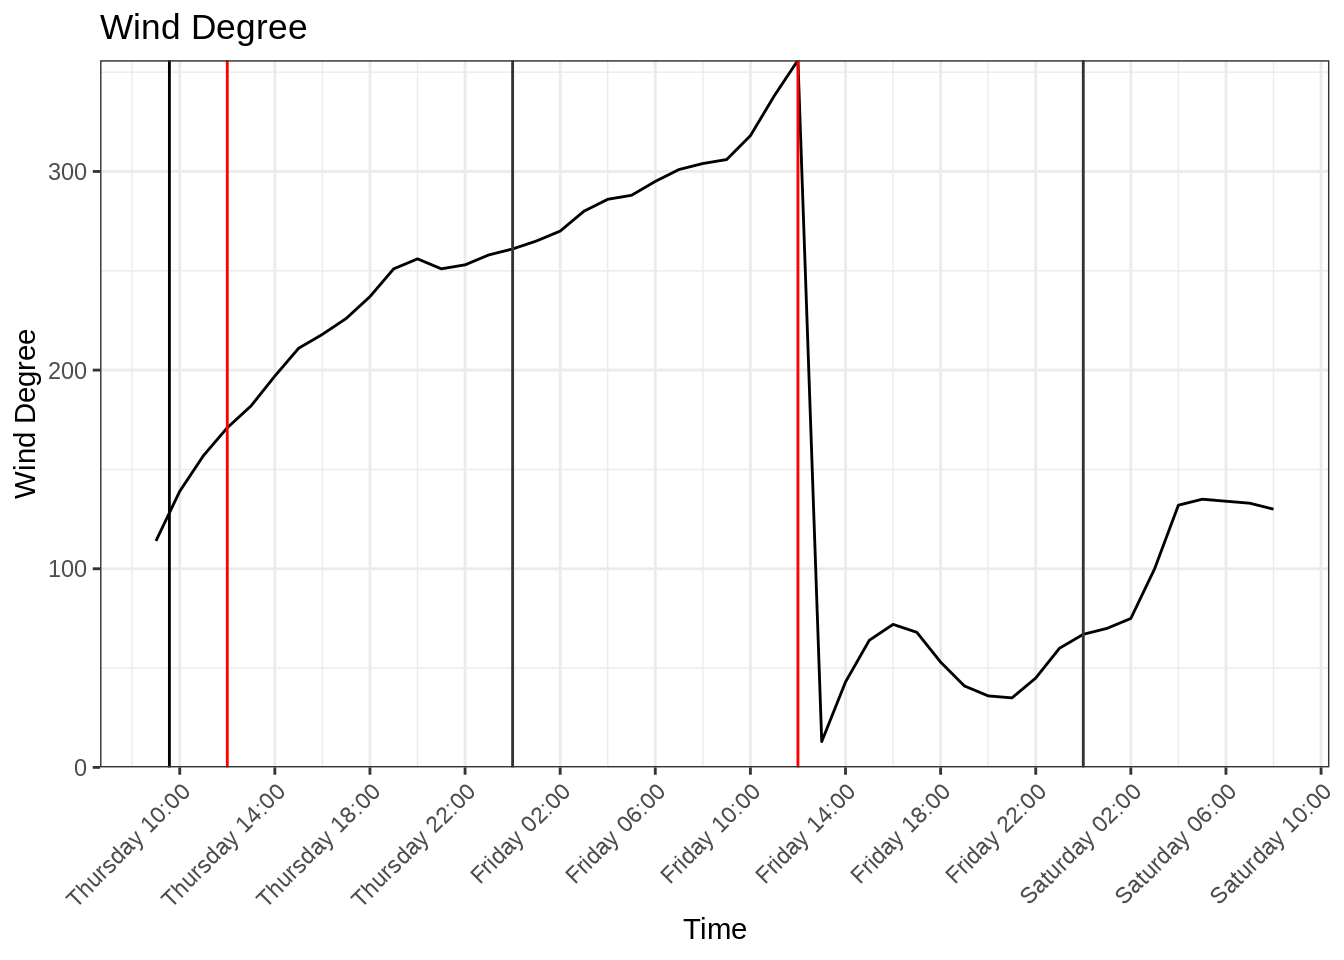 Wind Degree
Wind Degree
300
200
100
0
Thursday 10:00
Thursday 14:00
Thursday 18:00
Thursday 22:00
Friday 02:00
Friday 06:00
Friday 10:00
Friday 14:00
Friday 18:00
Friday 22:00
Saturday 02:00
Saturday 06:00
Saturday 10:00
Time